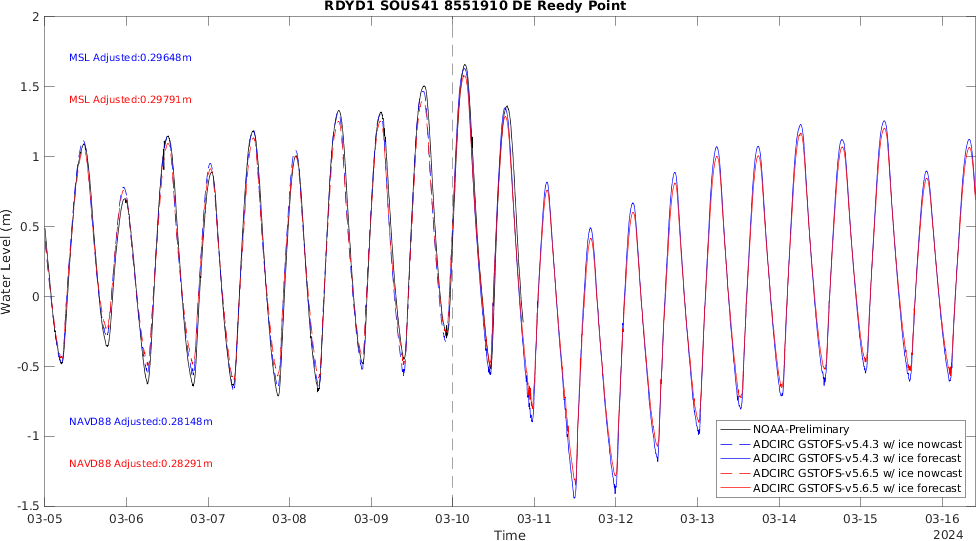 RDYD1 SOUS41 8551910 DE Reedy Point
2
1.5
1
0.5
0
-0.5
-1
-1.5
Water Level (m)
MSL Adjusted:0.29648m
MSL Adjusted:0.29791m
NAVD88 Adjusted:0.28148m
NAVD88 Adjusted:0.28291m
NOAA-Preliminary
ADCIRC GSTOFS-v5.4.3 w/ ice nowcast
ADCIRC GSTOFS-v5.4.3 w/ ice forecast
ADCIRC GSTOFS-v5.6.5 w/ ice nowcast
ADCIRC GSTOFS-v5.6.5 w/ ice forecast
03-05 03-06 03-07 03-08 03-09 03-10 03-11 03-12 03-13 03-14 03-15 03-16
Time
2024